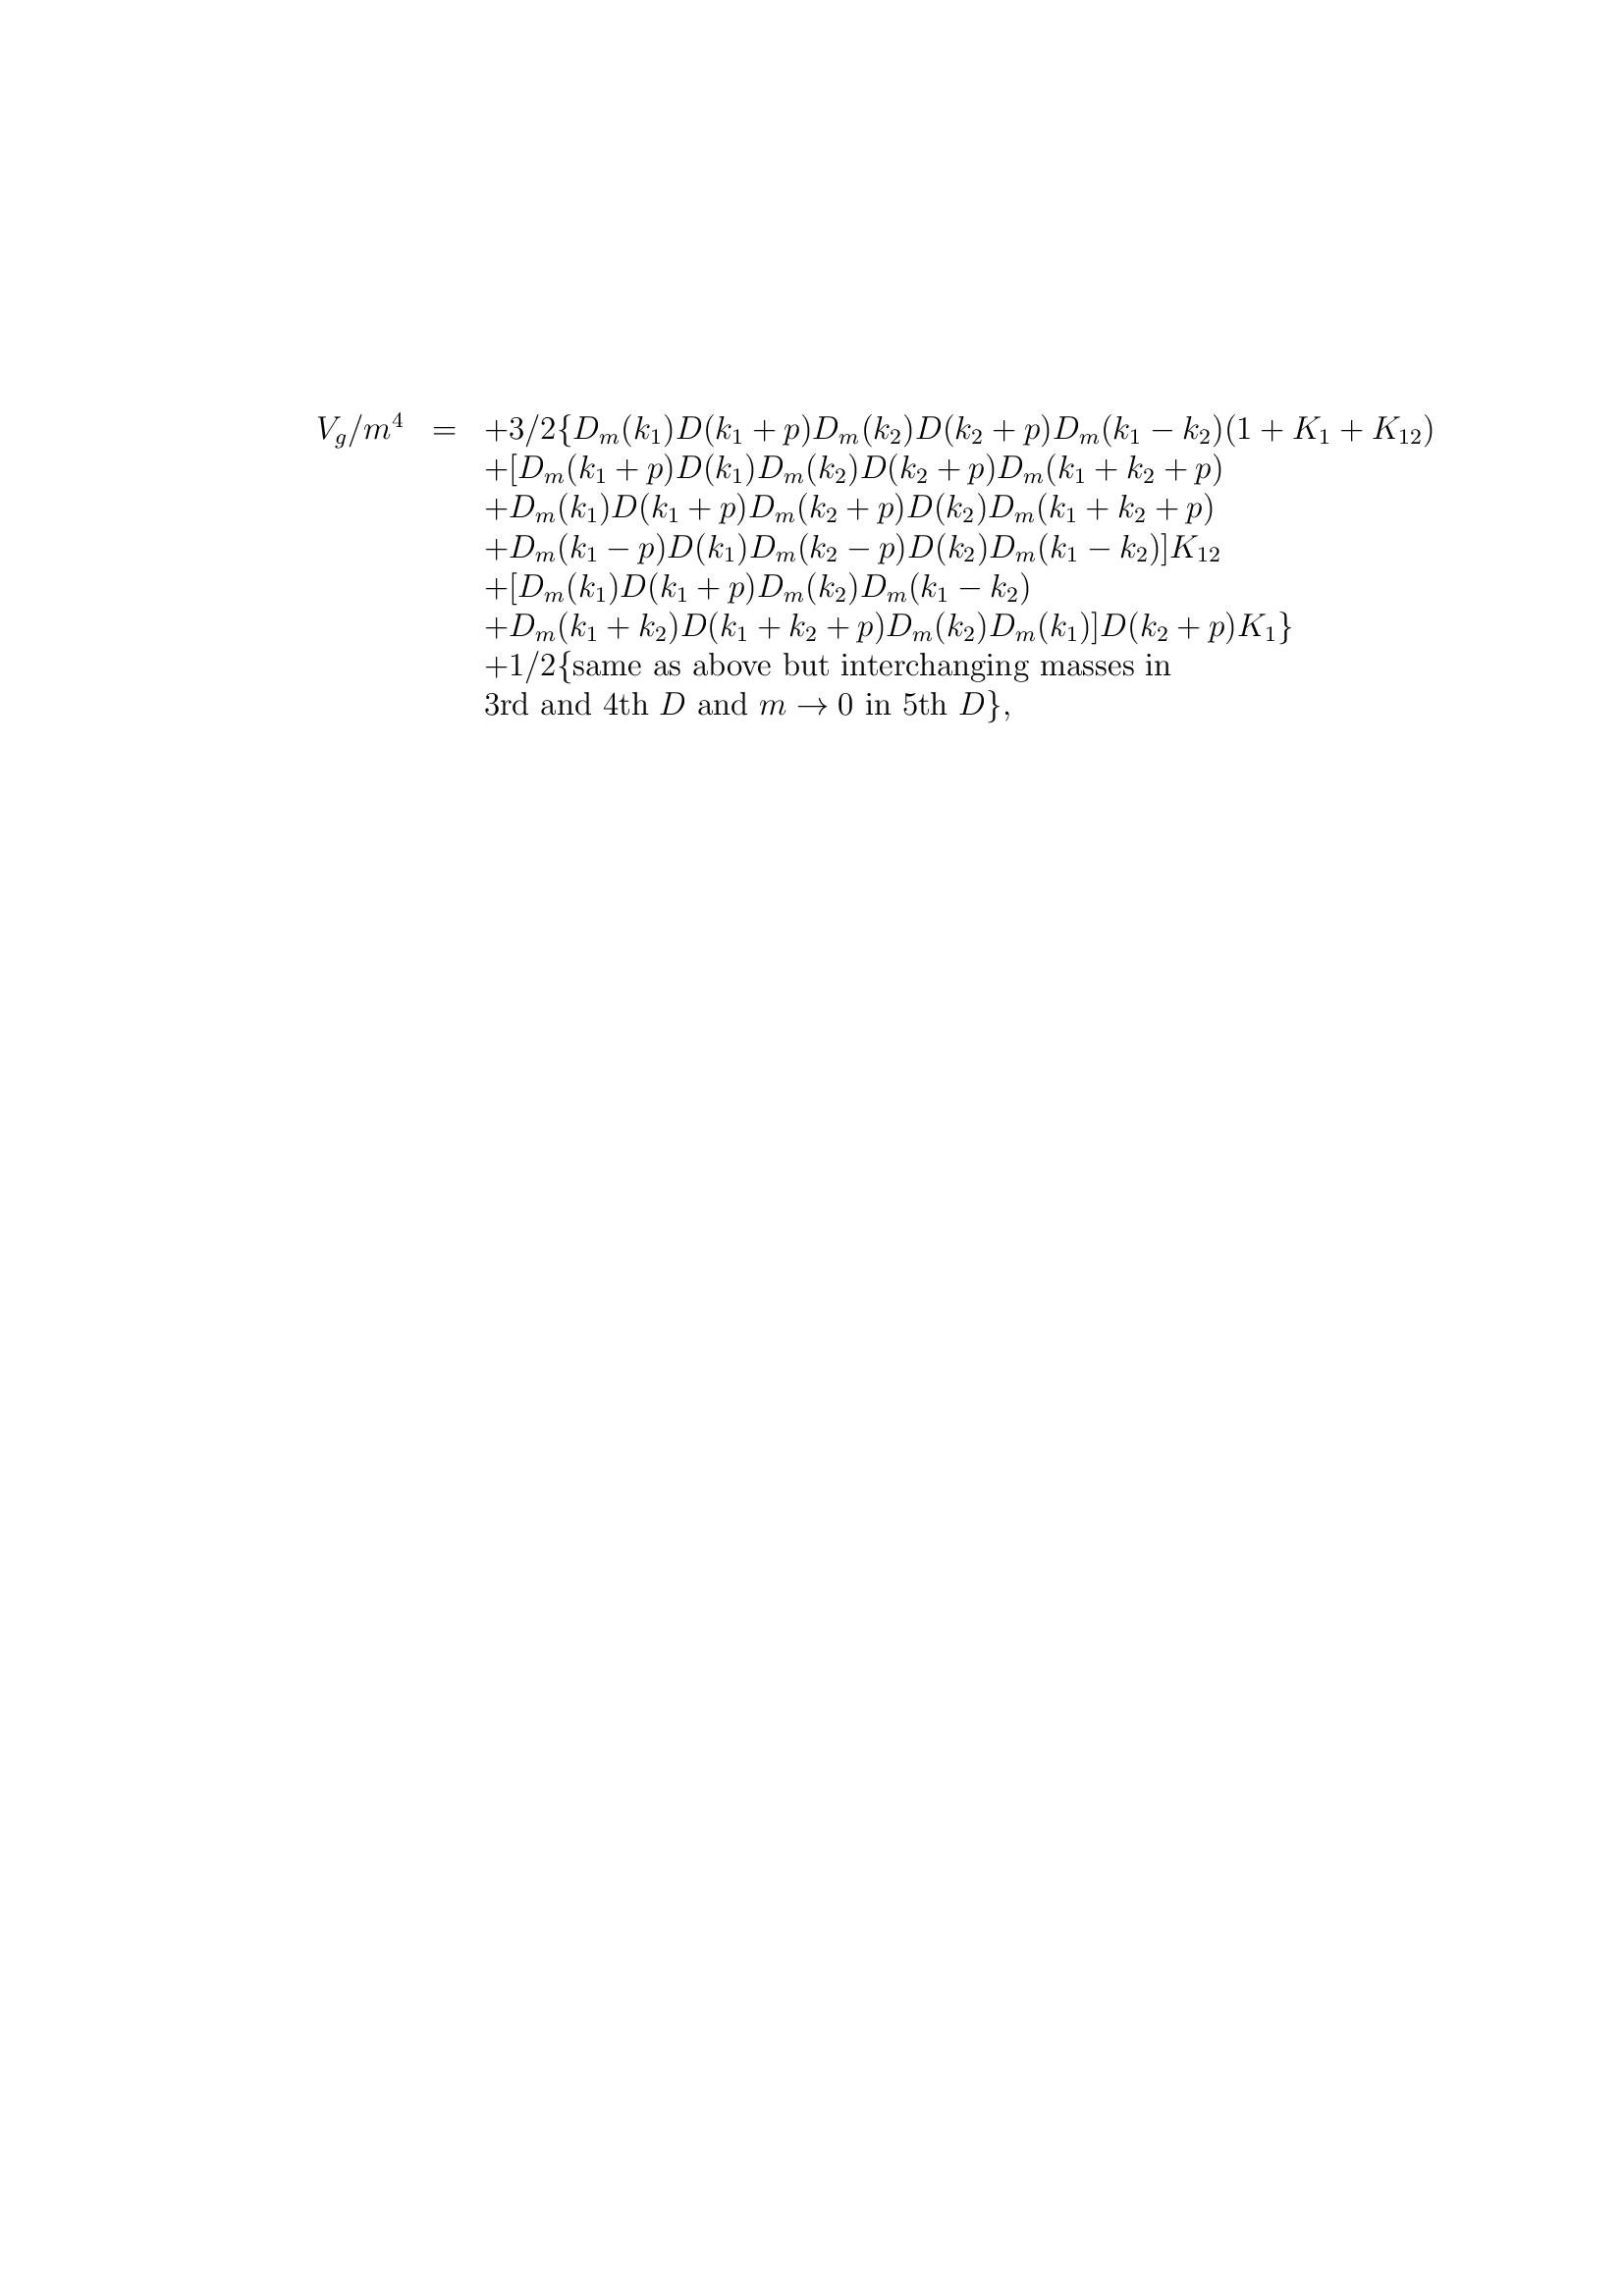 V_g/m^4 = +3/2{D_m(k_1)D(k_1 + p)D_m(k_2)D(k_2 + p)D_m(k_1 − k_2)(1 + K_1 + K_{12})
+[D_m(k_1 + p)D(k_1)D_m(k_2)D(k_2 + p)D_m(k_1 + k_2 + p)
+D_m(k_1)D(k_1 + p)D_m(k_2 + p)D(k_2)D_m(k_1 + k_2 + p)
+D_m(k_1 − p)D(k_1)D_m(k_2 − p)D(k_2)D_m(k_1 − k_2)]K_{12}
+[D_m(k_1)D(k_1 + p)D_m(k_2)D_m(k_1 − k_2)
+D_m(k_1 + k_2)D(k_1 + k_2 + p)D_m(k_2)D_m(k_1)]D(k_2 + p)K_1}
+1/2{same as above but interchanging masses in
3rd and 4th D and m → 0 in 5th D},